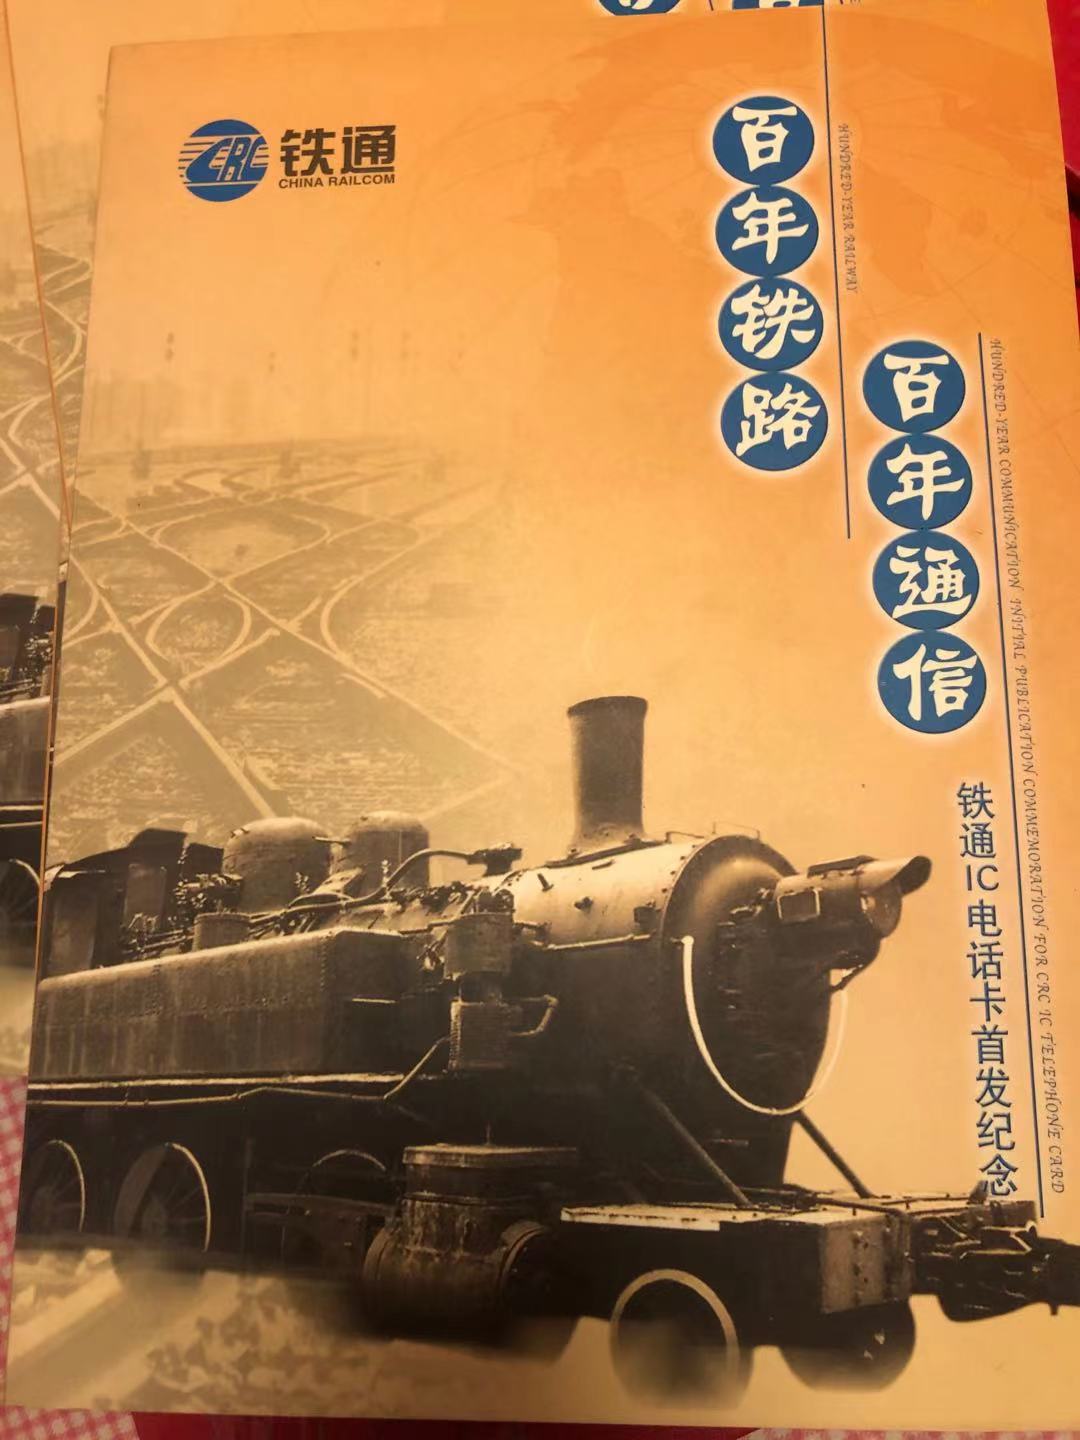 CRC
铁通
CHINA RAILCOM
百年铁路
HUNDRED-YEAR RAILWAY
百年通信
HUNDRED-YEAR COMMUNICATION INITIAL PUBLICATION COMMEMORATION FOR CRC IC TELEPHONE CARD
铁通IC电话卡首发纪念